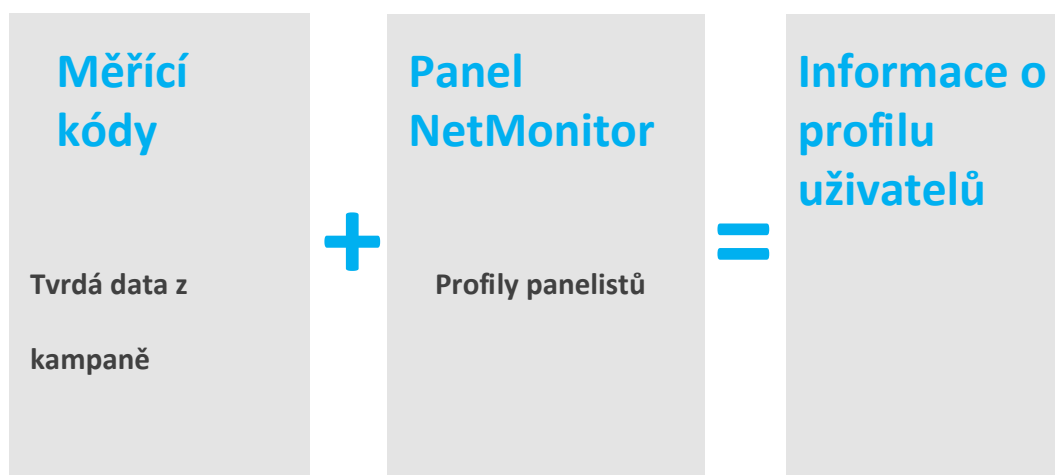 Měřící
kódy
Tvrdá data z
kampaně
+
Panel
NetMonitor
Profily panelistů
=
Informace o
profilu
uživatelů